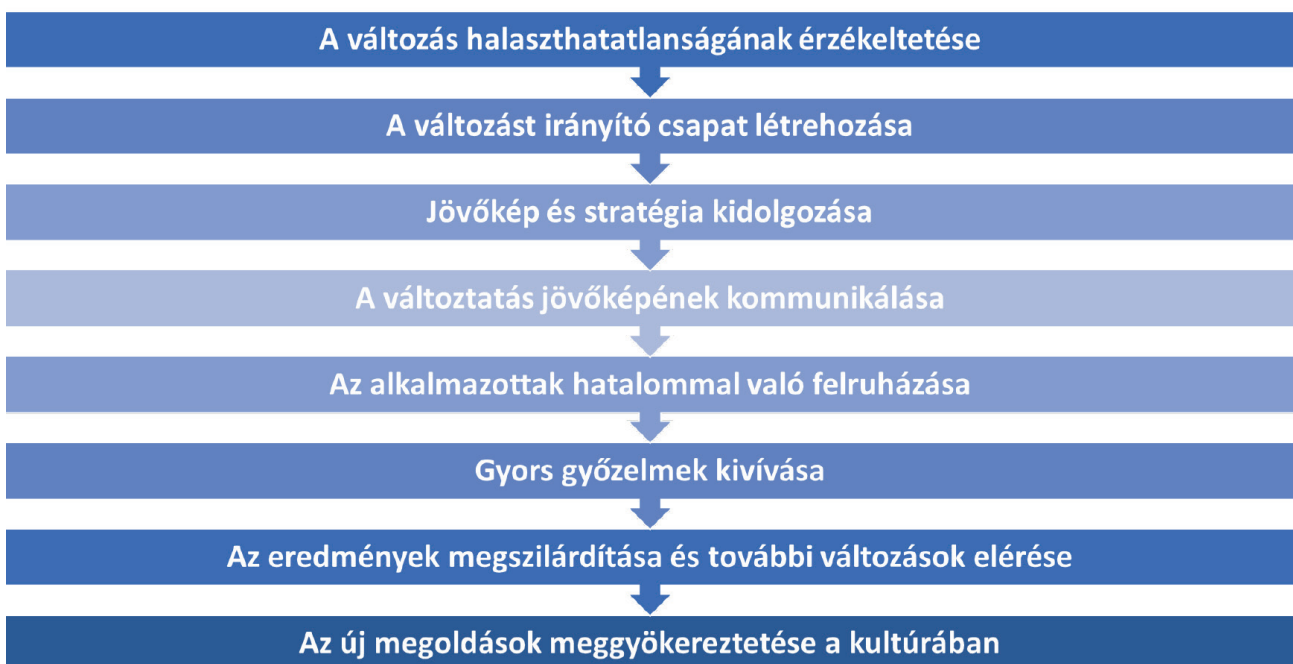 A változás halaszthatatlanságának érzékeltetése
A változást irányító csapat létrehozása
Jövőkép és stratégia kidolgozása
A változtatás jövőképének kommunikálása
Az alkalmazottak hatalommal való felruházása
Gyors győzelmek kivívása
Az eredmények megszilárdítása és további változások elérése
Az új megoldások meggyökereztetése a kultúrában